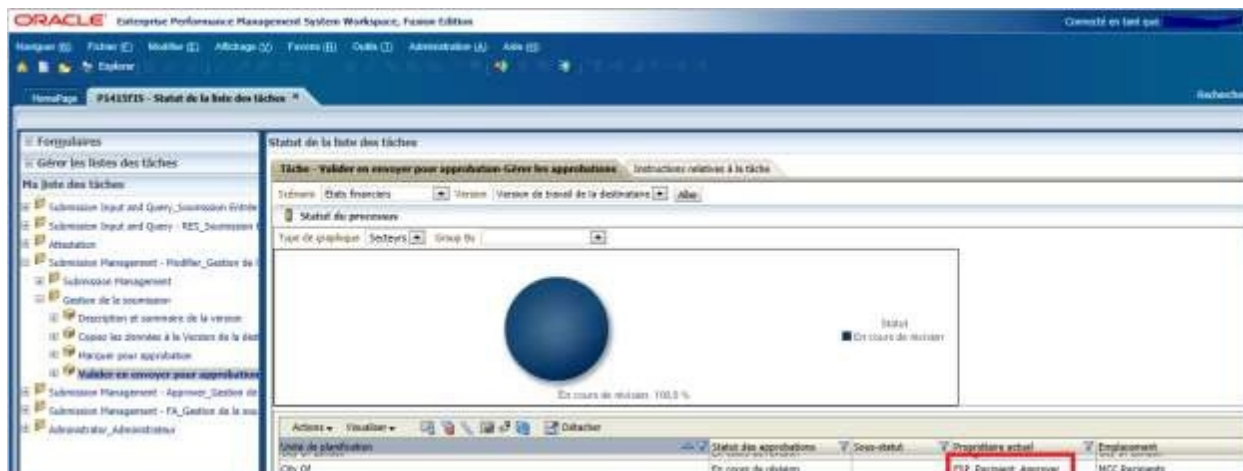 ORACLE Enterprise Performance Management System Workspace, Fusion Edition
Connecté en tant que
Naviguer (N) Fichier (F) Modifier (E) Affichage (V) Favoris (R) Outils (T) Administration (A) Aide (H)
Explorer
HomePage
PS415FIS - Statut de la liste des tâches
Recherche
Formulaires
Gérer les listes des tâches
Ma liste des tâches
Submission Input and Query_Soumission Entrée
Submission Input and Query - RES_Soumission
Attestation
Submission Management - Modifier_Gestion de
Submission Management
Gestion de la soumission
Description et sommaire de la version
Copiez les données à la Version de la dest
Marquer pour approbation
Valider en envoyer pour approbation
Submission Management - Approver_Gestion de
Submission Management - FA_Gestion de la sou
Administrator_Administrateur
Statut de la liste des tâches
Tâche - Valider en envoyer pour approbation-Gérer les approbations
Instructions relatives à la tâche
Scénario Etats financiers Version Version de travail de la destinataire Aller
Statut du processus
Type de graphique Secteurs Group By
Statut
En cours de révision
En cours de révision 100,0 %
Actions Visualiser Détacher
Unité de planification Statut des approbations Sous-statut Propriétaire actuel Emplacement
City Of En cours de révision FSR_Recipient_Approver MCC_Recipients